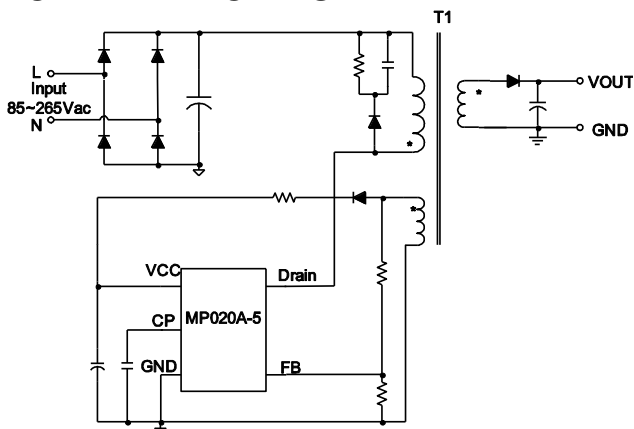 T1
L
Input
85~265Vac
N
*
*
*
VOUT
GND
VCC
Drain
CP
MP020A-5
GND
FB